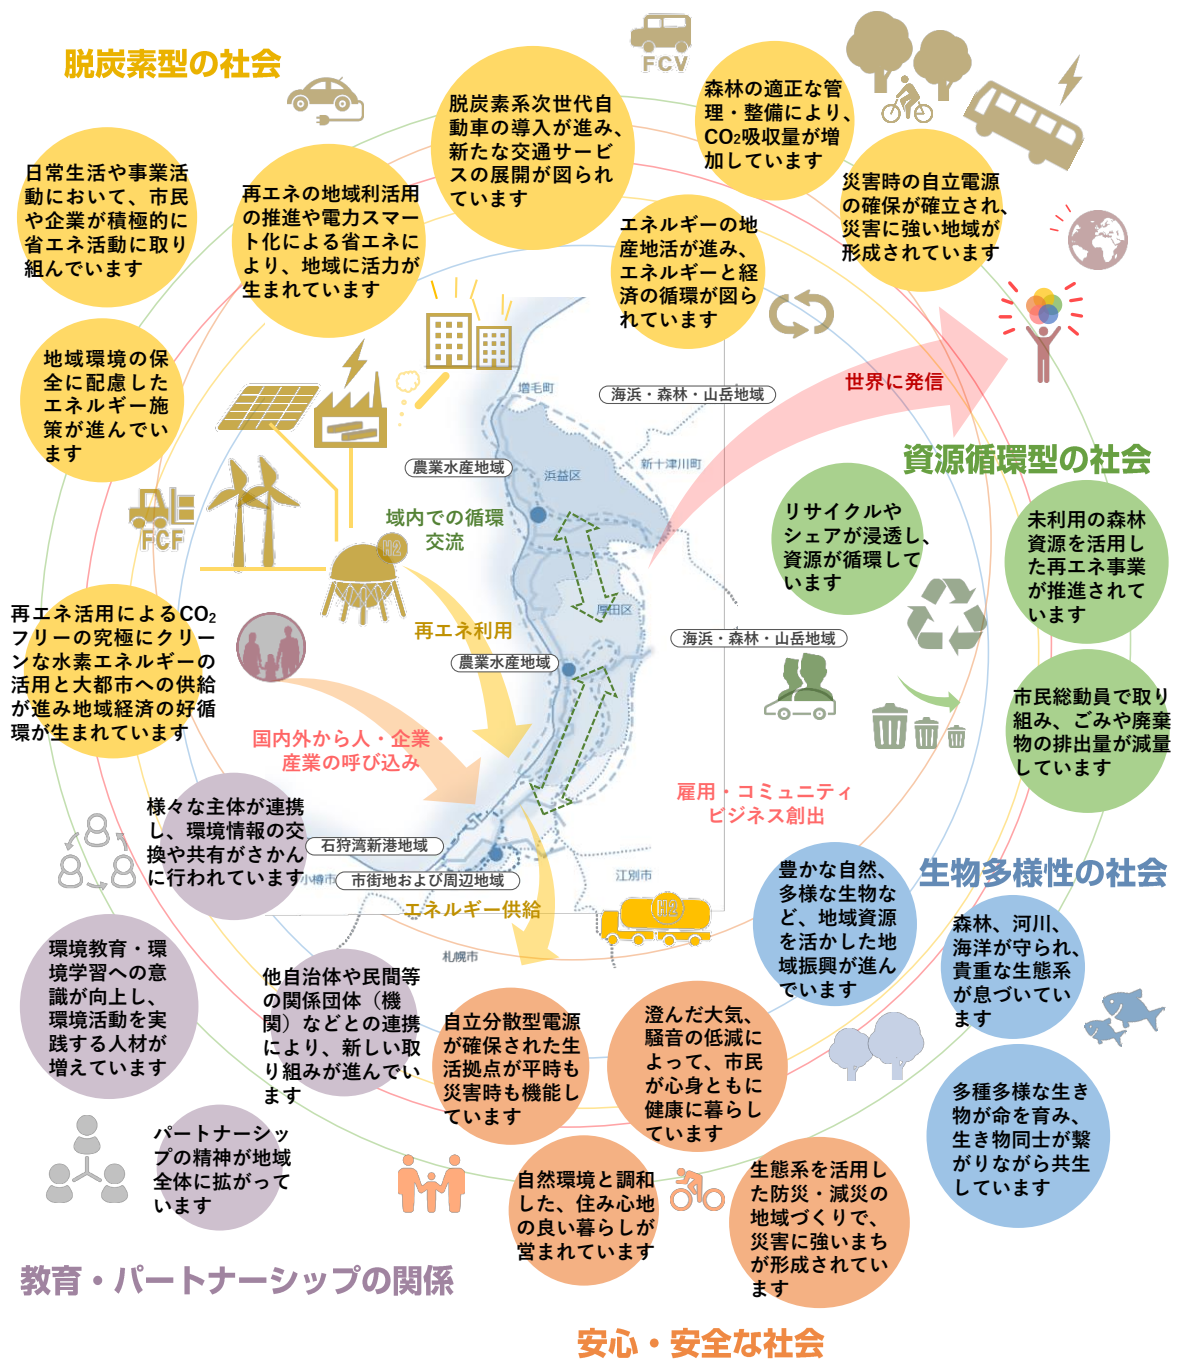 脱炭素型の社会
FCV
脱炭素系次世代自
動車の導入が進み、
新たな交通サービ
スの展開が図られ
ています
森林の適正な管
理・整備により、
CO₂吸収量が増
加しています
日常生活や事業活
動において、市民
や企業が積極的に
省エネ活動に取り
組んでいます
再エネの地域利活用
の推進や電力スマー
ト化による省エネに
より、地域に活力が
生まれています
エネルギーの地
産地活が進み、
エネルギーと経
済の循環が図ら
れています
災害時の自立電源
の確保が確立され、
災害に強い地域が
形成されています
地域環境の保
全に配慮した
エネルギー施
策が進んでい
ます
世界に発信
増毛町
海浜・森林・山岳地域
新十津川町
農業水産地域
浜益区
資源循環型の社会
FCF
域内での循環
交流
H2
リサイクルや
シェアが浸透し、
資源が循環して
います
未利用の森林
資源を活用し
た再エネ事業
が推進されて
います
再エネ活用によるCO₂
フリーの究極にクリー
ンな水素エネルギーの
活用と大都市への供給
が進み地域経済の好循
環が生まれています
再エネ利用
厚田区
海浜・森林・山岳地域
農業水産地域
市民総動員で取り
組み、ごみや廃棄
物の排出量が減量
しています
国内外から人・企業・
産業の呼び込み
雇用・コミュニティ
ビジネス創出
様々な主体が連携
し、環境情報の交
換や共有がさかん
に行われています
石狩湾新港地域
小樽市
市街地および周辺地域
江別市
エネルギー供給
H2
札幌市
生物多様性の社会
豊かな自然、
多様な生物な
ど、地域資源
を活かした地
域振興が進ん
でいます
森林、河川、
海洋が守られ、
貴重な生態系
が息づいてい
ます
環境教育・環
境学習への意
識が向上し、
環境活動を実
践する人材が
増えています
他自治体や民間等
の関係団体（機
関）などとの連携
により、新しい取
り組みが進んでい
ます
自立分散型電源
が確保された生
活拠点が平時も
災害時も機能し
ています
澄んだ大気、
騒音の低減に
よって、市民
が心身ともに
健康に暮らし
ています
多種多様な生き
物が命を育み、
生き物同士が繋
がりながら共生
しています
パートナーシッ
プの精神が地域
全体に拡がって
います
自然環境と調和
した、住み心地
の良い暮らしが
営まれています
生態系を活用し
た防災・減災の
地域づくりで、
災害に強いまち
が形成されてい
ます
教育・パートナーシップの関係
安心・安全な社会